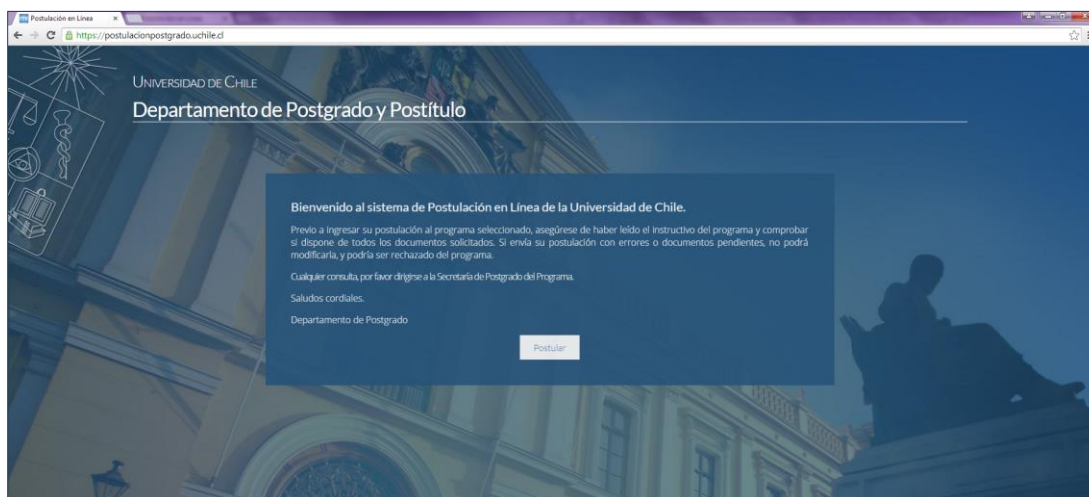 Postulación en Línea
https://postulacionpostgrado.uchile.cl
UNIVERSIDAD DE CHILE
Departamento de Postgrado y Postítulo
Bienvenido al sistema de Postulación en Línea de la Universidad de Chile.
Previo a ingresar su postulación al programa seleccionado, asegúrese de haber leído el instructivo del programa y comprobar
si dispone de todos los documentos solicitados. Si envía su postulación con errores o documentos pendientes, no podrá
modificarla, y podría ser rechazado del programa.
Cualquier consulta, por favor dirigirse a la Secretaría de Postgrado del Programa.
Saludos cordiales.
Departamento de Postgrado
Postular